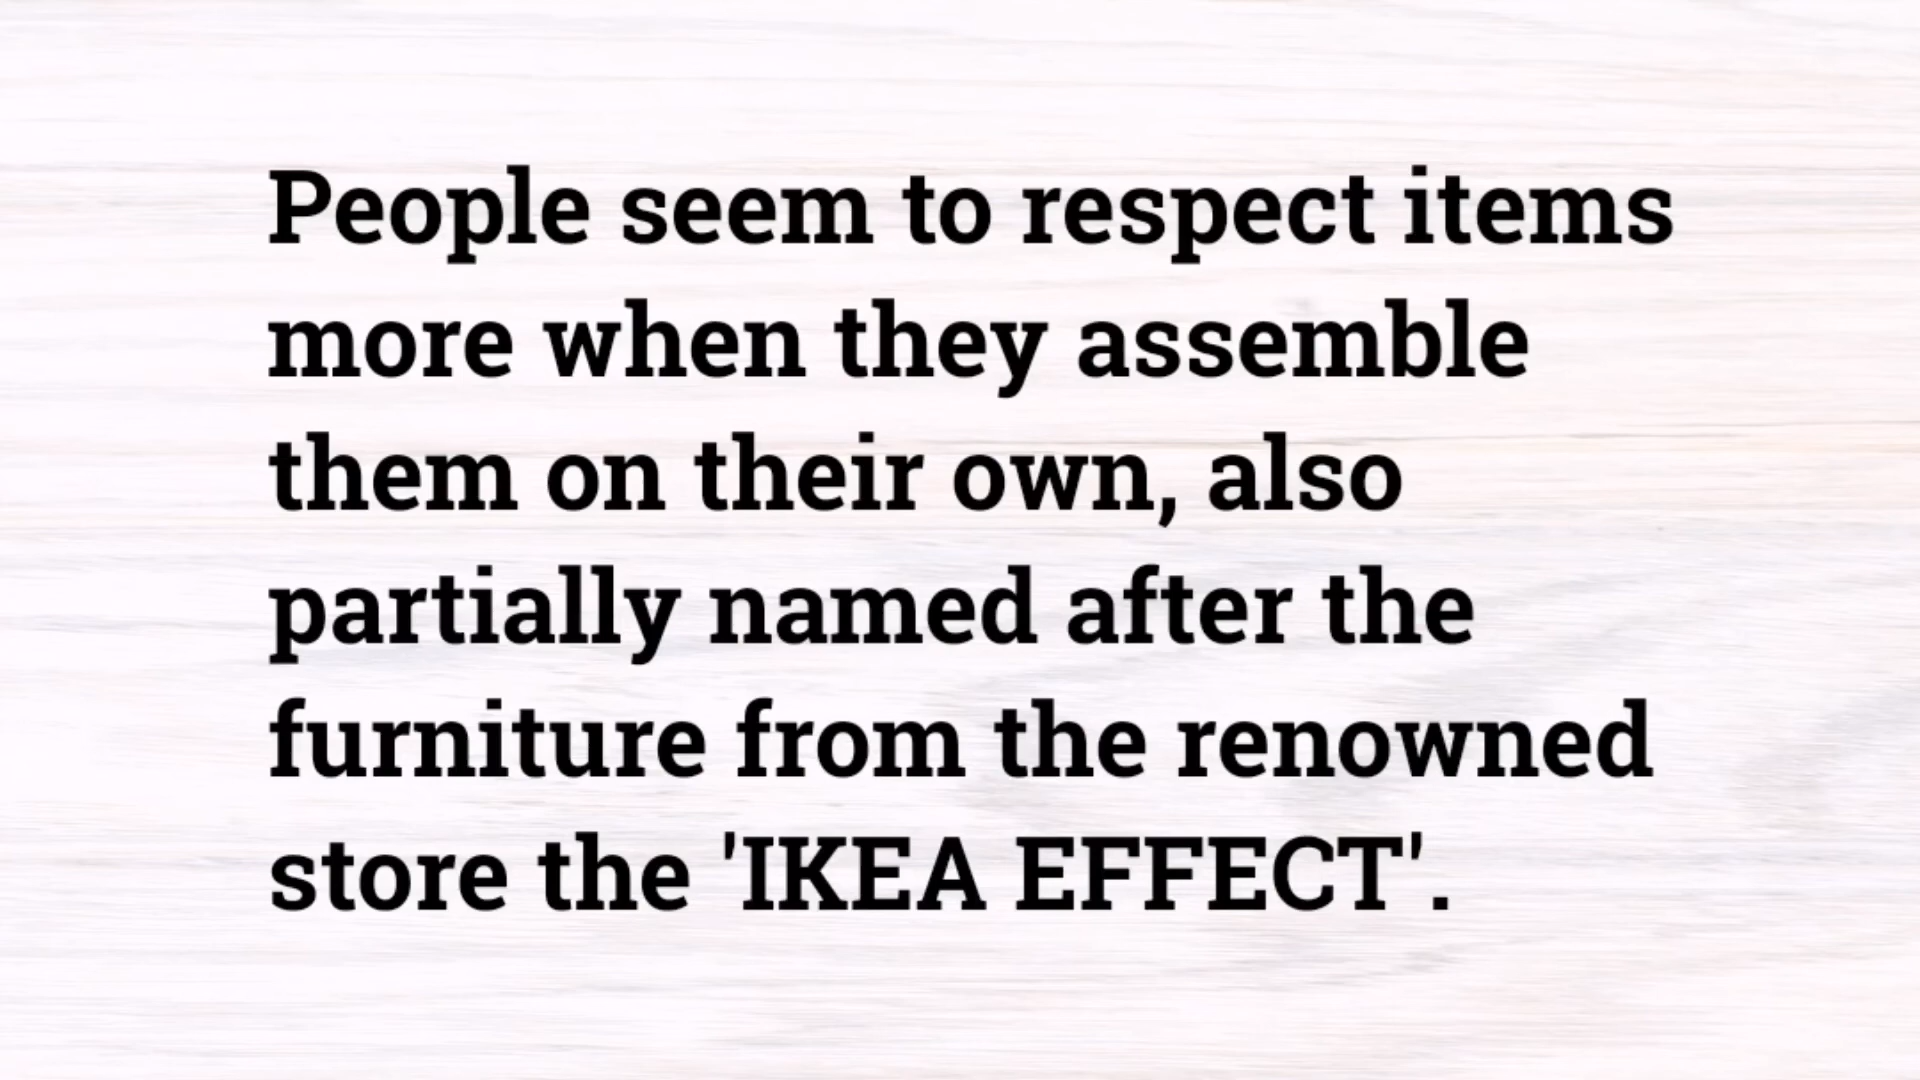 People seem to respect items
more when they assemble
them on their own, also
partially named after the
furniture from the renowned
store the 'IKEA EFFECT'.